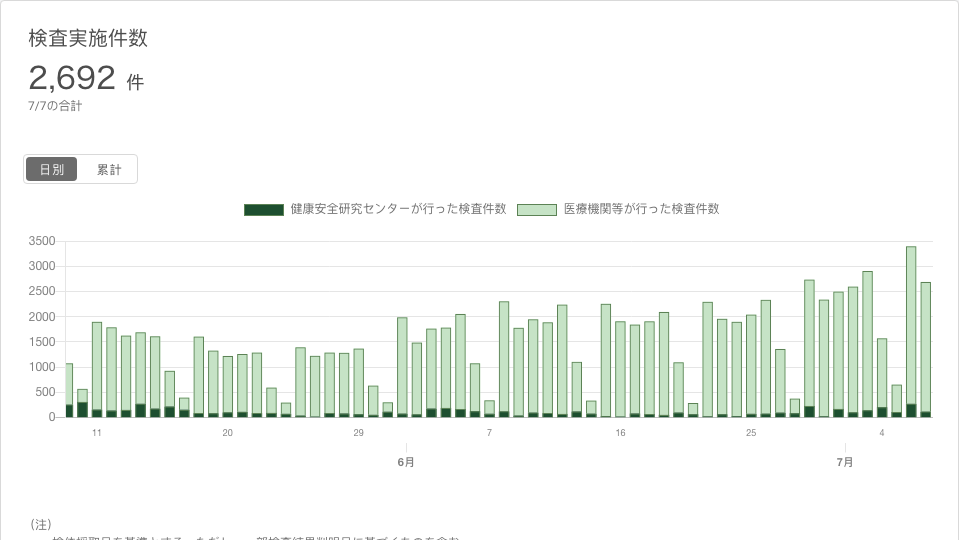 検査実施件数
2,692 件
7/7の合計
日別 累計
健康安全研究センターが行った検査件数 医療機関等が行った検査件数
3500
3000
2500
2000
1500
1000
500
0
11 20 29 7 16 25 4
6月 7月
（注）